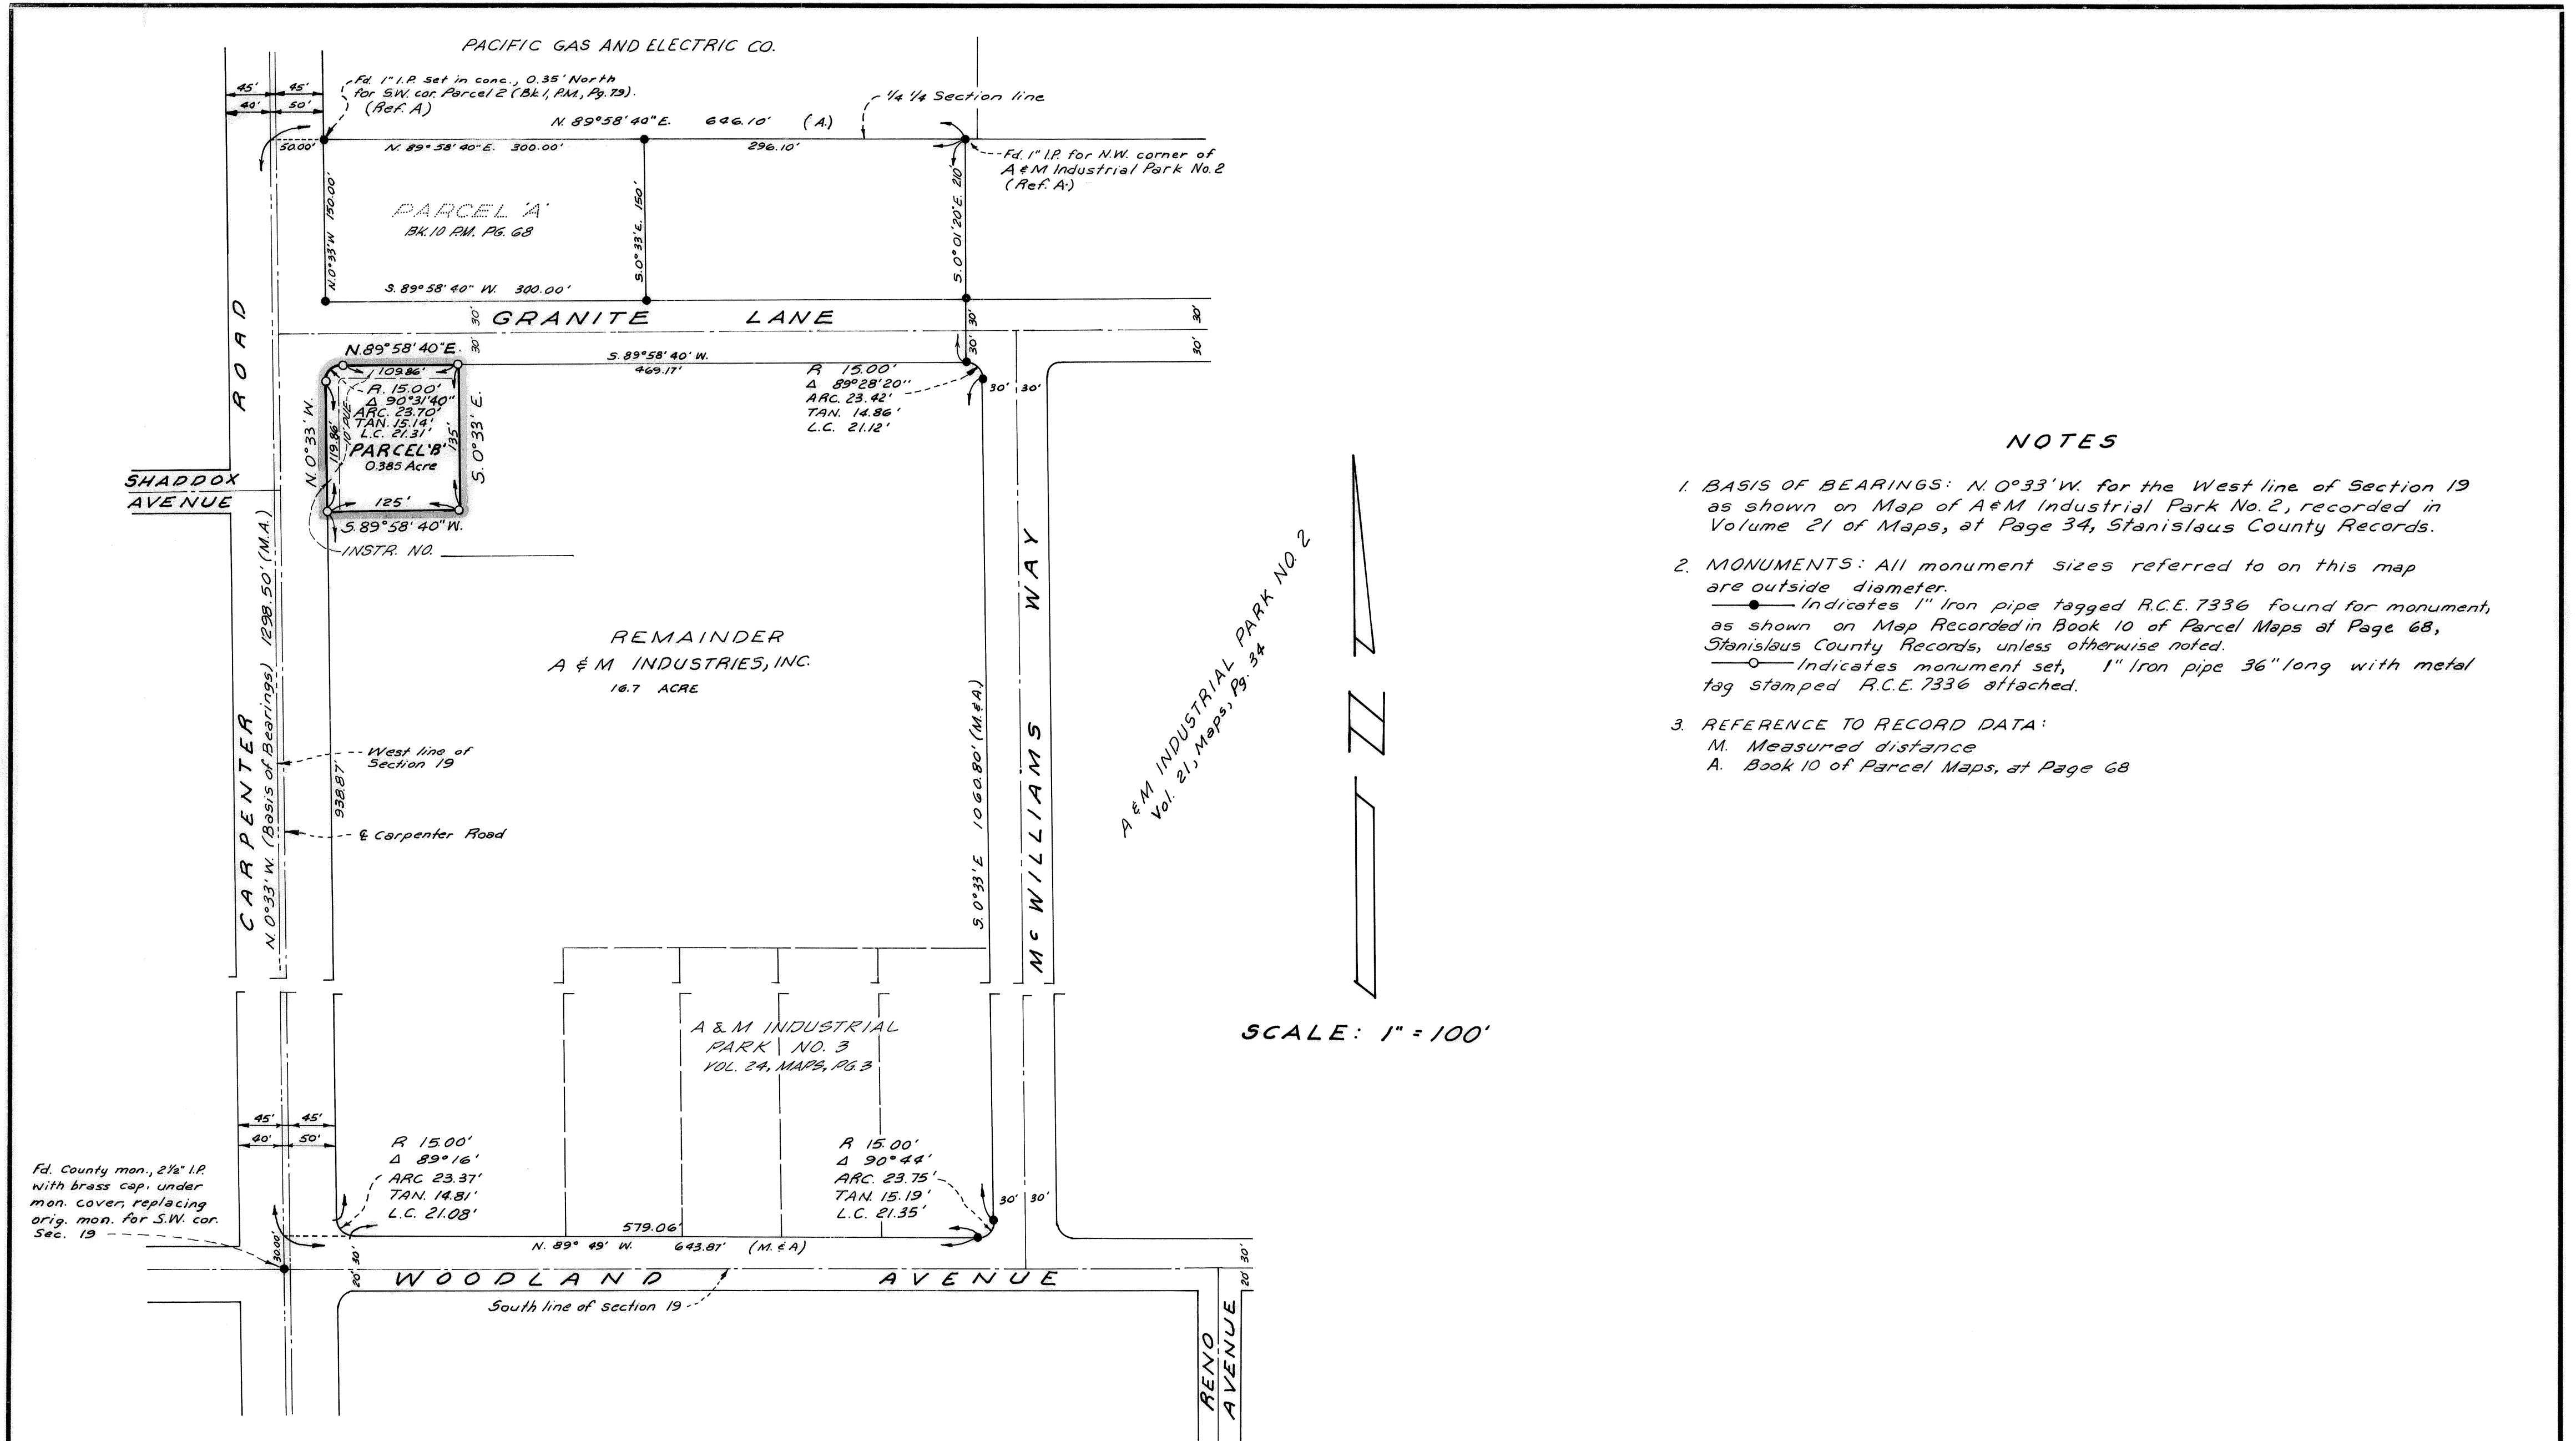 PACIFIC GAS AND ELECTRIC CO.
45' 45'
40' 50'
Fd. 1" I.P. set in conc., 0.35' North
for S.W. cor. Parcel 2 (Bk.1, P.M., Pg. 79).
(Ref. A)
1/4 1/4 Section line
N. 89°58'40"E. 646.10' (A.)
50.00'
N. 89°58'40"E. 300.00'
296.10'
Fd. 1" I.P. for N.W. corner of
A & M Industrial Park No. 2
(Ref. A.)
N. 0°33'W 150.00'
PARCEL 'A'
BK. 10 P.M. PG. 68
S. 0°33'E. 150'
S. 0°01'20"E. 210'
S. 89°58'40" W. 300.00'
30'
30'
GRANITE LANE
30'
30'
30'
30'
N. 89°58'40"E.
S. 89°58'40" W.
469.17'
109.86'
R. 15.00'
Δ 90°31'40"
ARC. 23.70'
TAN. 15.14'
L.C. 21.31'
PARCEL 'B'
0.385 Acre
10' P.U.E.
119.86'
135'
N. 0°33' W.
S. 0°33' E.
125'
S. 89°58'40"W.
INSTR. NO.
R 15.00'
Δ 89°28'20"
ARC. 23.42'
TAN. 14.86'
L.C. 21.12'
30' 30'
SHADDOX
AVENUE
CARPENTER ROAD
N. 0°33' W. (Basis of Bearings) 1298.50' (M.A.)
REMAINDER
A & M INDUSTRIES, INC.
16.7 ACRE
West line of
Section 19
938.87'
℄ Carpenter Road
S. 0°33'E 1060.80' (M. & A.)
Mc WILLIAMS WAY
A & M INDUSTRIAL PARK NO. 2
Vol. 21, Maps, Pg. 34
N
SCALE: 1" = 100'
A & M INDUSTRIAL
PARK NO. 3
VOL. 24, MAPS, PG. 3
45' 45'
40' 50'
R 15.00'
Δ 89°16'
ARC 23.37'
TAN. 14.81'
L.C. 21.08'
R 15.00'
Δ 90°44'
ARC. 23.75'
TAN. 15.19'
L.C. 21.35'
30' 30'
Fd. County mon., 2½" I.P.
with brass cap, under
mon. cover, replacing
orig. mon. for S.W. cor.
Sec. 19
30.00'
579.06'
N. 89° 49' W. 643.87' (M. & A)
20' 30'
WOODLAND AVENUE
20' 30'
South line of section 19
RENO
AVENUE
NOTES
1. BASIS OF BEARINGS: N. 0°33'W. for the West line of Section 19
as shown on Map of A & M Industrial Park No. 2, recorded in
Volume 21 of Maps, at Page 34, Stanislaus County Records.
2. MONUMENTS: All monument sizes referred to on this map
are outside diameter.
Indicates 1" Iron pipe tagged R.C.E. 7336 found for monument,
as shown on Map Recorded in Book 10 of Parcel Maps at Page 68,
Stanislaus County Records, unless otherwise noted.
Indicates monument set, 1" Iron pipe 36" long with metal
tag stamped R.C.E. 7336 attached.
3. REFERENCE TO RECORD DATA:
M. Measured distance
A. Book 10 of Parcel Maps, at Page 68